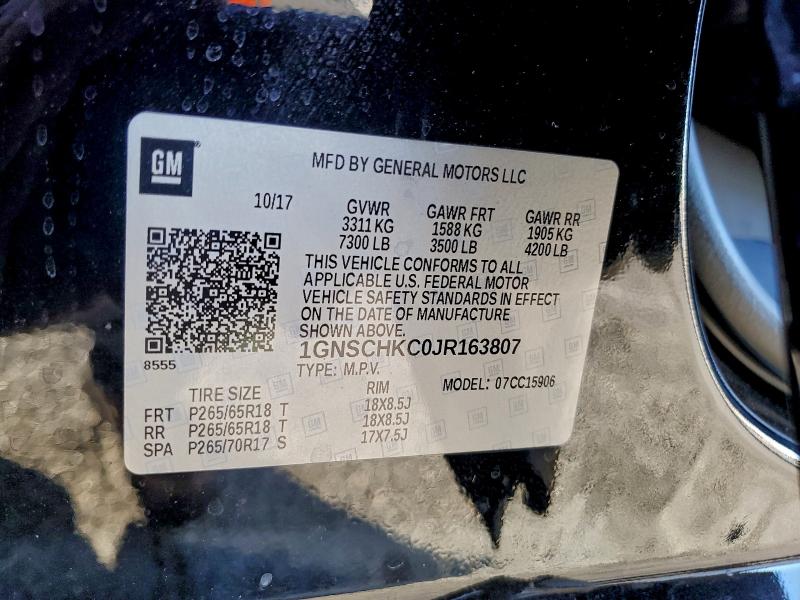 GM
MFD BY GENERAL MOTORS LLC
10/17
GVWR GAWR FRT GAWR RR
3311 KG 1588 KG 1905 KG
7300 LB 3500 LB 4200 LB
THIS VEHICLE CONFORMS TO ALL
APPLICABLE U.S. FEDERAL MOTOR
VEHICLE SAFETY STANDARDS IN EFFECT
ON THE DATE OF MANUFACTURE
SHOWN ABOVE.
1GNSCHKC0JR163807
8555
TYPE: M.P.V. MODEL: 07CC15906
TIRE SIZE RIM
FRT P265/65R18 T 18X8.5J
RR P265/65R18 T 18X8.5J
SPA P265/70R17 S 17X7.5J